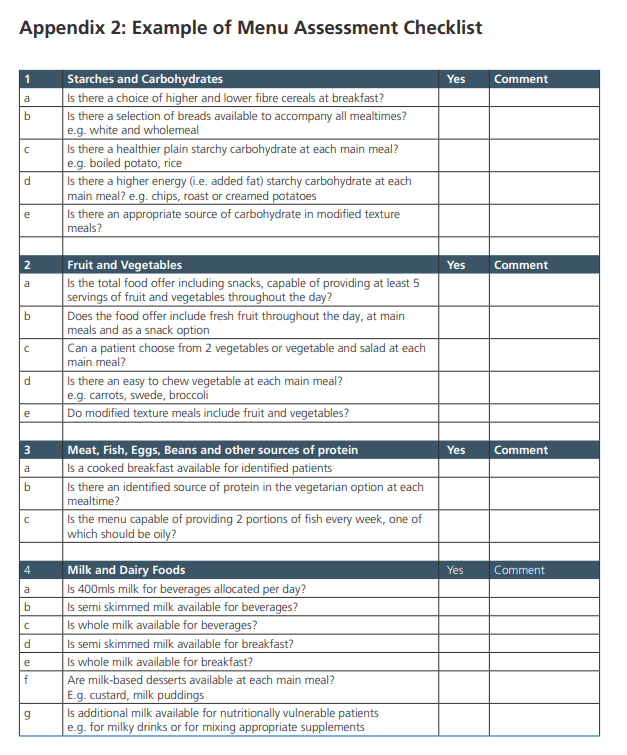 Appendix 2: Example of Menu Assessment Checklist
1 Starches and Carbohydrates Yes Comment
a Is there a choice of higher and lower fibre cereals at breakfast?
b Is there a selection of breads available to accompany all mealtimes?
e.g. white and wholemeal
c Is there a healthier plain starchy carbohydrate at each main meal?
e.g. boiled potato, rice
d Is there a higher energy (i.e. added fat) starchy carbohydrate at each
main meal? e.g. chips, roast or creamed potatoes
e Is there an appropriate source of carbohydrate in modified texture
meals?
2 Fruit and Vegetables Yes Comment
a Is the total food offer including snacks, capable of providing at least 5
servings of fruit and vegetables throughout the day?
b Does the food offer include fresh fruit throughout the day, at main
meals and as a snack option
c Can a patient choose from 2 vegetables or vegetable and salad at each
main meal?
d Is there an easy to chew vegetable at each main meal?
e.g. carrots, swede, broccoli
e Do modified texture meals include fruit and vegetables?
3 Meat, Fish, Eggs, Beans and other sources of protein Yes Comment
a Is a cooked breakfast available for identified patients
b Is there an identified source of protein in the vegetarian option at each
mealtime?
c Is the menu capable of providing 2 portions of fish every week, one of
which should be oily?
4 Milk and Dairy Foods Yes Comment
a Is 400mls milk for beverages allocated per day?
b Is semi skimmed milk available for beverages?
c Is whole milk available for beverages?
d Is semi skimmed milk available for breakfast?
e Is whole milk available for breakfast?
f Are milk-based desserts available at each main meal?
E.g. custard, milk puddings
g Is additional milk available for nutritionally vulnerable patients
e.g. for milky drinks or for mixing appropriate supplements